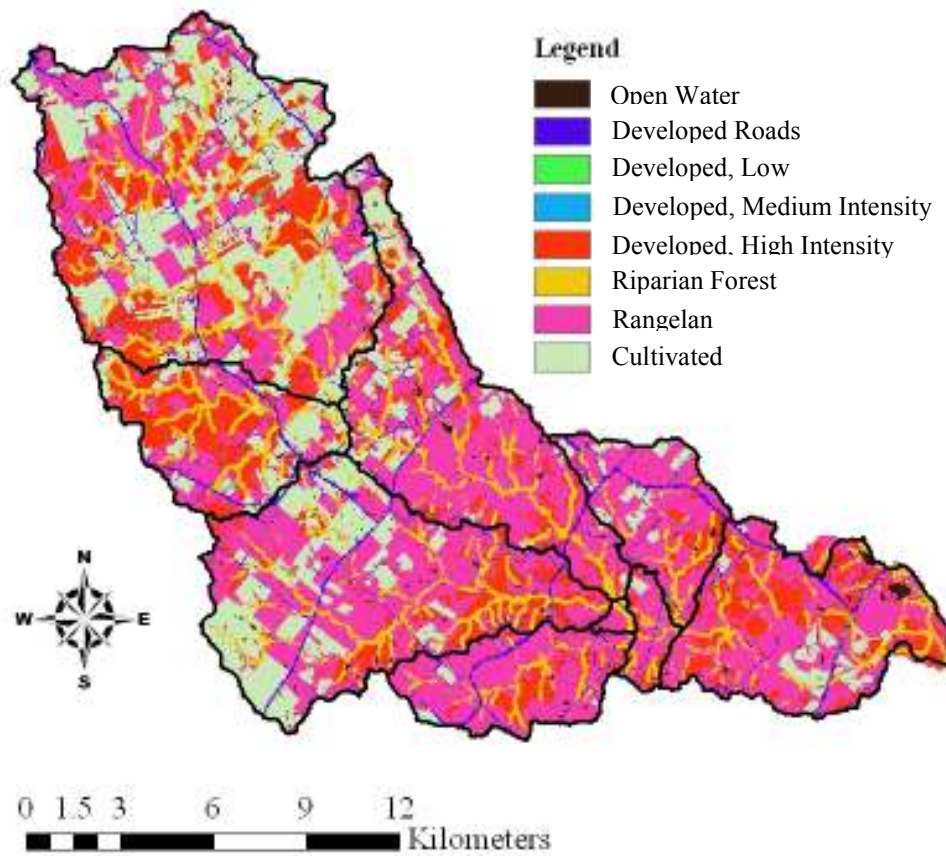 Legend
Open Water
Developed Roads
Developed, Low
Developed, Medium Intensity
Developed, High Intensity
Riparian Forest
Rangelan
Cultivated
N
W E
S
0 1.5 3 6 9 12
Kilometers